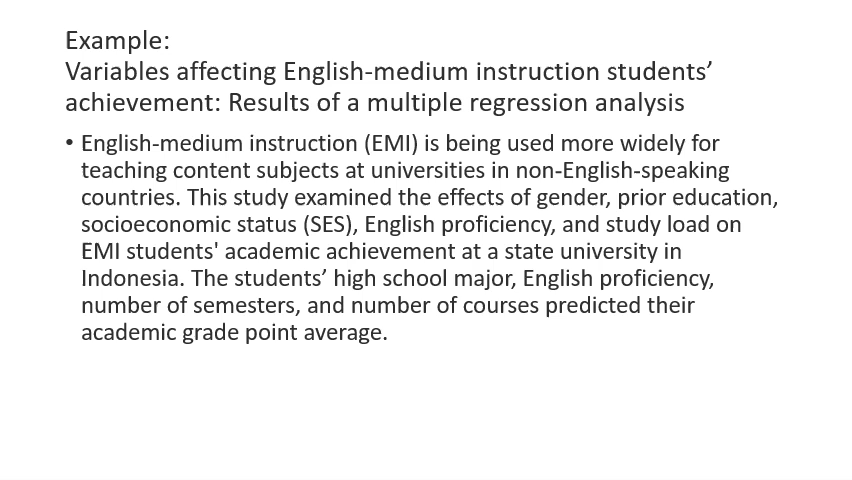 Example:
Variables affecting English-medium instruction students’
achievement: Results of a multiple regression analysis
• English-medium instruction (EMI) is being used more widely for
teaching content subjects at universities in non-English-speaking
countries. This study examined the effects of gender, prior education,
socioeconomic status (SES), English proficiency, and study load on
EMI students' academic achievement at a state university in
Indonesia. The students’ high school major, English proficiency,
number of semesters, and number of courses predicted their
academic grade point average.